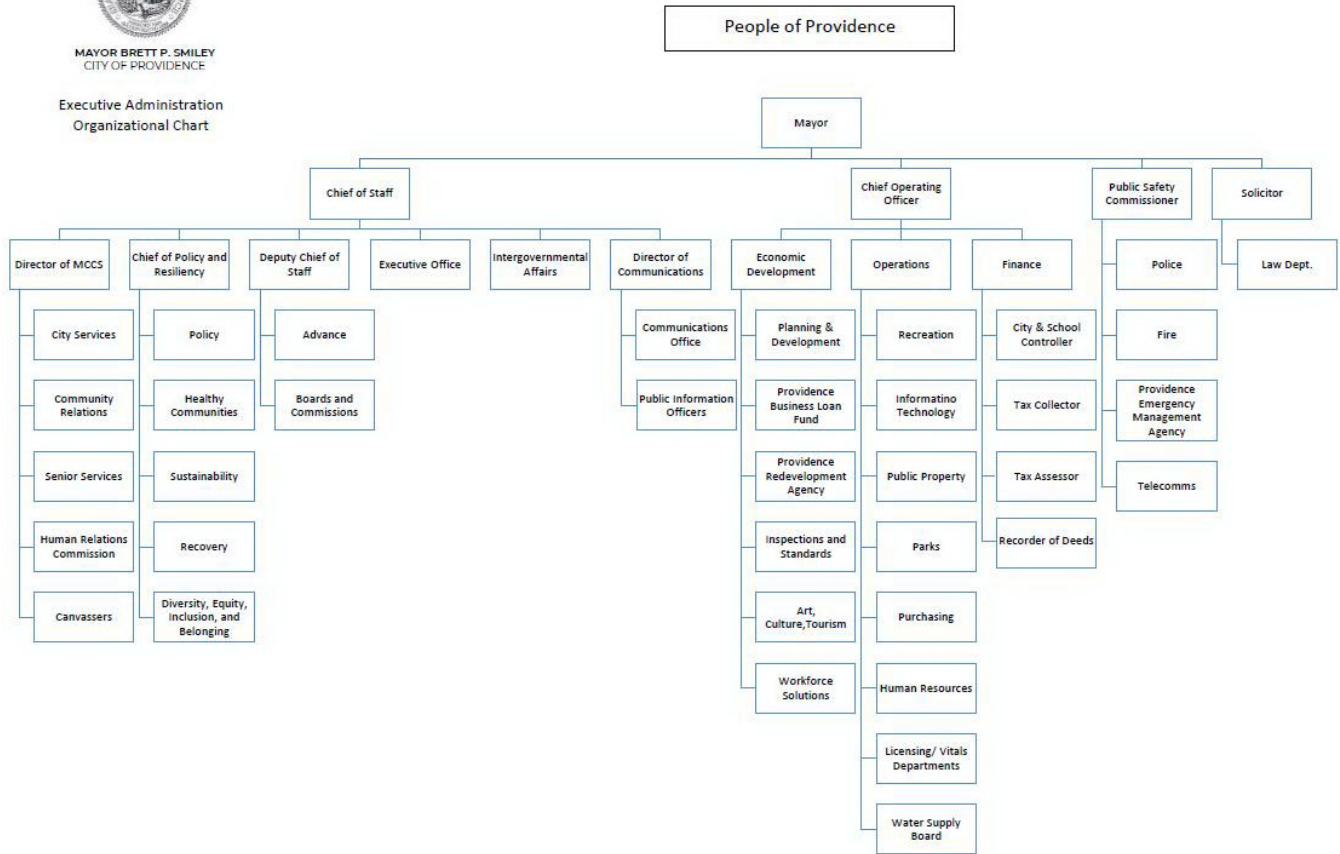 MAYOR BRETT P. SMILEY
CITY OF PROVIDENCE
Executive Administration
Organizational Chart
People of Providence
Mayor
Chief of Staff
Chief Operating
Officer
Public Safety
Commissioner
Solicitor
Director of MCCS
Chief of Policy and
Resiliency
Deputy Chief of
Staff
Executive Office
Intergovernmental
Affairs
Director of
Communications
Economic
Development
Operations
Finance
Police
Law Dept.
City Services
Policy
Advance
Communications
Office
Planning &
Development
Recreation
City & School
Controller
Fire
Community
Relations
Healthy
Communities
Boards and
Commissions
Public Information
Officers
Providence
Business Loan
Fund
Informatino
Technology
Tax Collector
Providence
Emergency
Management
Agency
Senior Services
Sustainability
Providence
Redevelopment
Agency
Public Property
Tax Assessor
Telecomms
Human Relations
Commission
Recovery
Inspections and
Standards
Parks
Recorder of Deeds
Canvassers
Diversity, Equity,
Inclusion, and
Belonging
Art,
Culture,Tourism
Purchasing
Workforce
Solutions
Human Resources
Licensing/ Vitals
Departments
Water Supply
Board